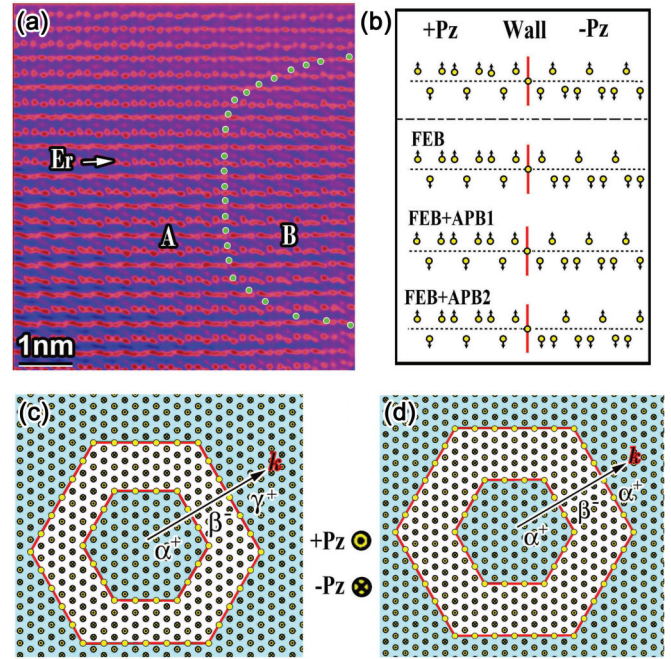 (a)
Er
A
B
1nm
(b)
+Pz Wall -Pz
FEB
FEB+APB1
FEB+APB2
(c)
k
γ+
β-
α+
+Pz
-Pz
(d)
k
α+
β-
α+